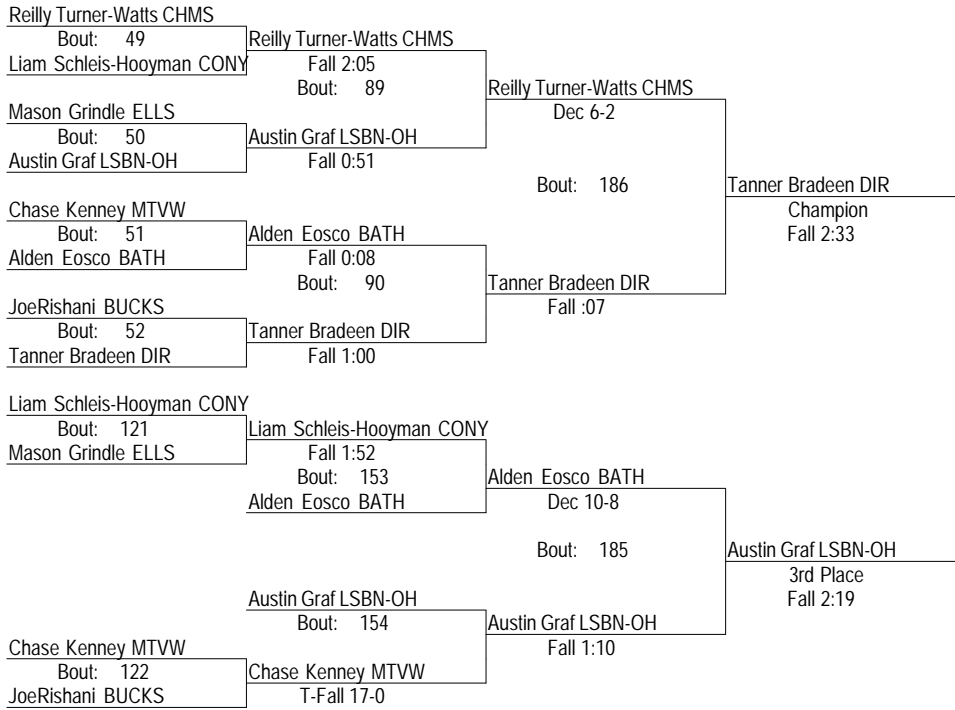 Reilly Turner-Watts CHMS
Bout: 49
Reilly Turner-Watts CHMS
Liam Schleis-Hooyman CONY
Fall 2:05
Bout: 89
Reilly Turner-Watts CHMS
Mason Grindle ELLS
Dec 6-2
Bout: 50
Austin Graf LSBN-OH
Austin Graf LSBN-OH
Fall 0:51
Bout: 186
Tanner Bradeen DIR
Chase Kenney MTVW
Champion
Bout: 51
Alden Eosco BATH
Fall 2:33
Alden Eosco BATH
Fall 0:08
Bout: 90
Tanner Bradeen DIR
JoeRishani BUCKS
Fall :07
Bout: 52
Tanner Bradeen DIR
Tanner Bradeen DIR
Fall 1:00
Liam Schleis-Hooyman CONY
Bout: 121
Liam Schleis-Hooyman CONY
Mason Grindle ELLS
Fall 1:52
Bout: 153
Alden Eosco BATH
Alden Eosco BATH
Dec 10-8
Bout: 185
Austin Graf LSBN-OH
3rd Place
Austin Graf LSBN-OH
Fall 2:19
Bout: 154
Austin Graf LSBN-OH
Chase Kenney MTVW
Fall 1:10
Bout: 122
Chase Kenney MTVW
JoeRishani BUCKS
T-Fall 17-0